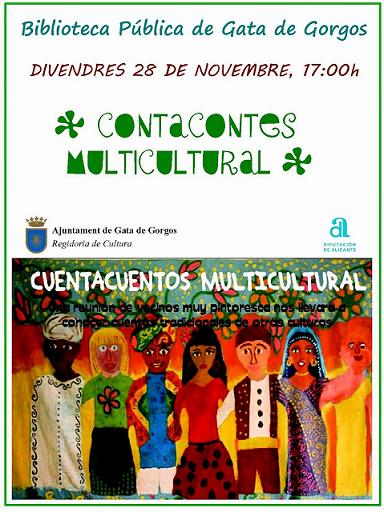 Biblioteca Pública de Gata de Gorgos
DIVENDRES 28 DE NOVEMBRE, 17:00h
CONTACONTES
MULTICULTURAL
Ajuntament de Gata de Gorgos
Regidoria de Cultura
DIPUTACIÓN
DE ALICANTE
CUENTACUENTOS MULTICULTURAL
Una reunión de vecinos muy pintoresca nos llevará a
conocer cuentos tradicionales de otras culturas